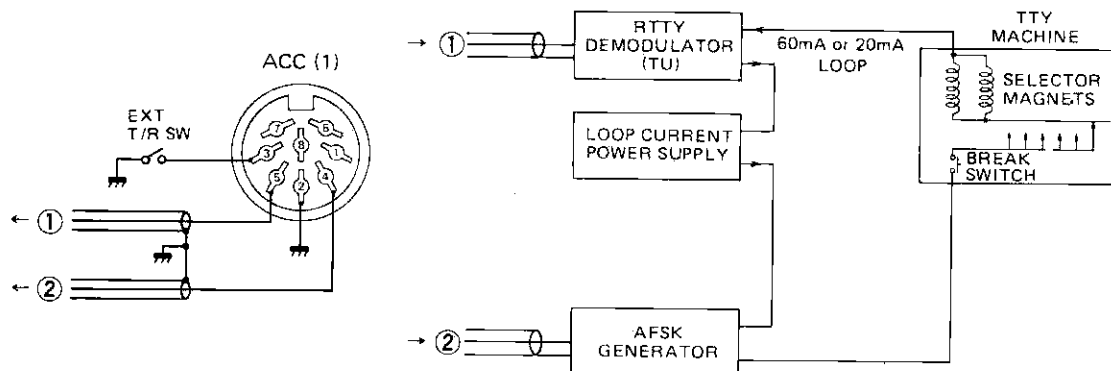 ACC (1)
EXT
T/R SW
7
6
8
3
1
5
4
2
← ①
← ②
→ ①
RTTY
DEMODULATOR
(TU)
60mA or 20mA
LOOP
TTY
MACHINE
SELECTOR
MAGNETS
LOOP CURRENT
POWER SUPPLY
BREAK
SWITCH
→ ②
AFSK
GENERATOR